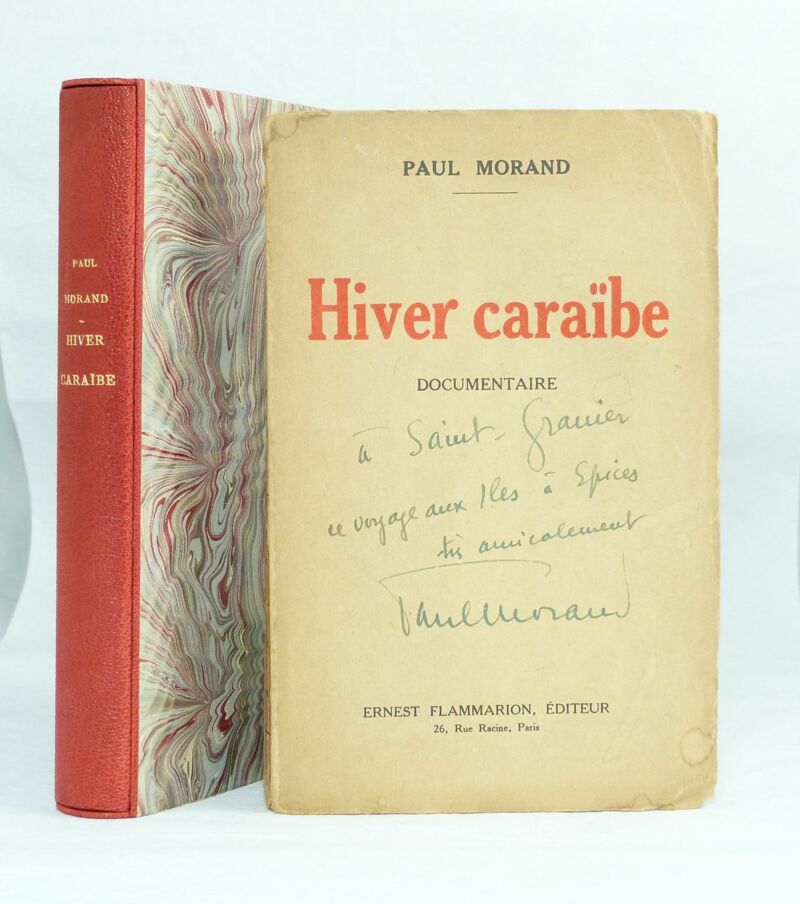 PAUL
MORAND
-
HIVER
CARAÏBE
PAUL MORAND
Hiver caraïbe
DOCUMENTAIRE
à Saint-Granier
ce voyage aux Iles à Epices
très amicalement
Paul Morand
ERNEST FLAMMARION, ÉDITEUR
26, Rue Racine, Paris